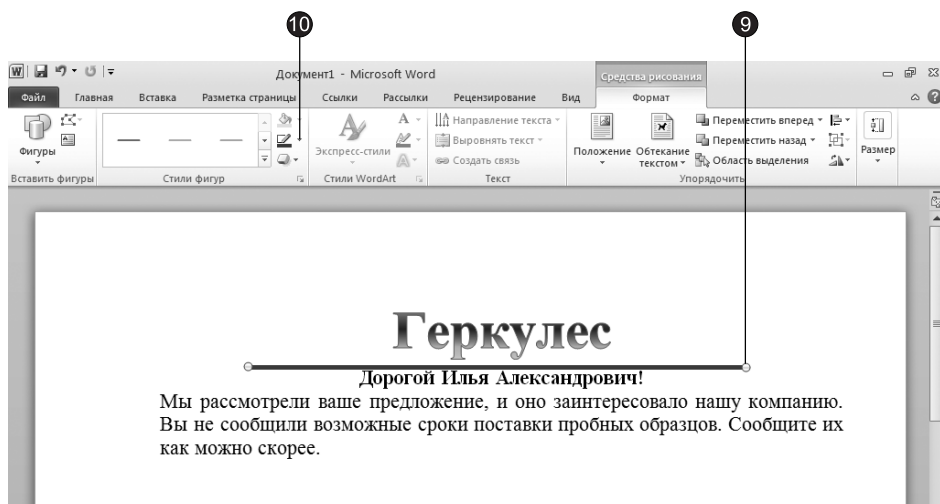 10 9
W Документ1 - Microsoft Word Средства рисования
Файл Главная Вставка Разметка страницы Ссылки Рассылки Рецензирование Вид Формат
Фигуры
Экспресс-стили
Направление текста
Выровнять текст
Создать связь
Положение Обтекание текстом
Переместить вперед
Переместить назад
Область выделения
Размер
Вставить фигуры Стили фигур Стили WordArt Текст Упорядочить
Геркулес
Дорогой Илья Александрович!
Мы рассмотрели ваше предложение, и оно заинтересовало нашу компанию.
Вы не сообщили возможные сроки поставки пробных образцов. Сообщите их
как можно скорее.